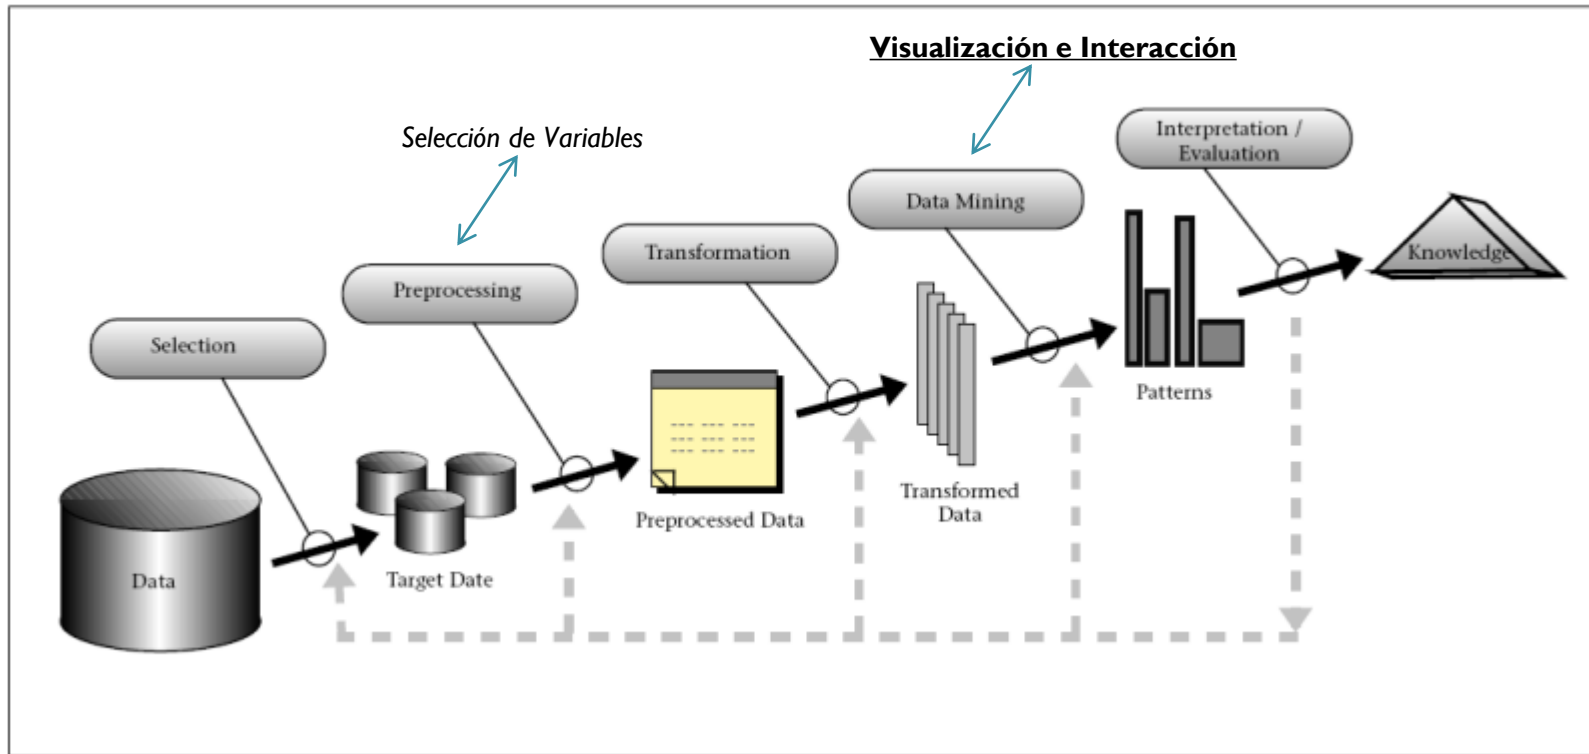 Visualización e Interacción
Selección de Variables
Interpretation /
Evaluation
Data Mining
Transformation
Preprocessing
Selection
Knowledge
Patterns
Transformed
Data
Preprocessed Data
Target Date
Data